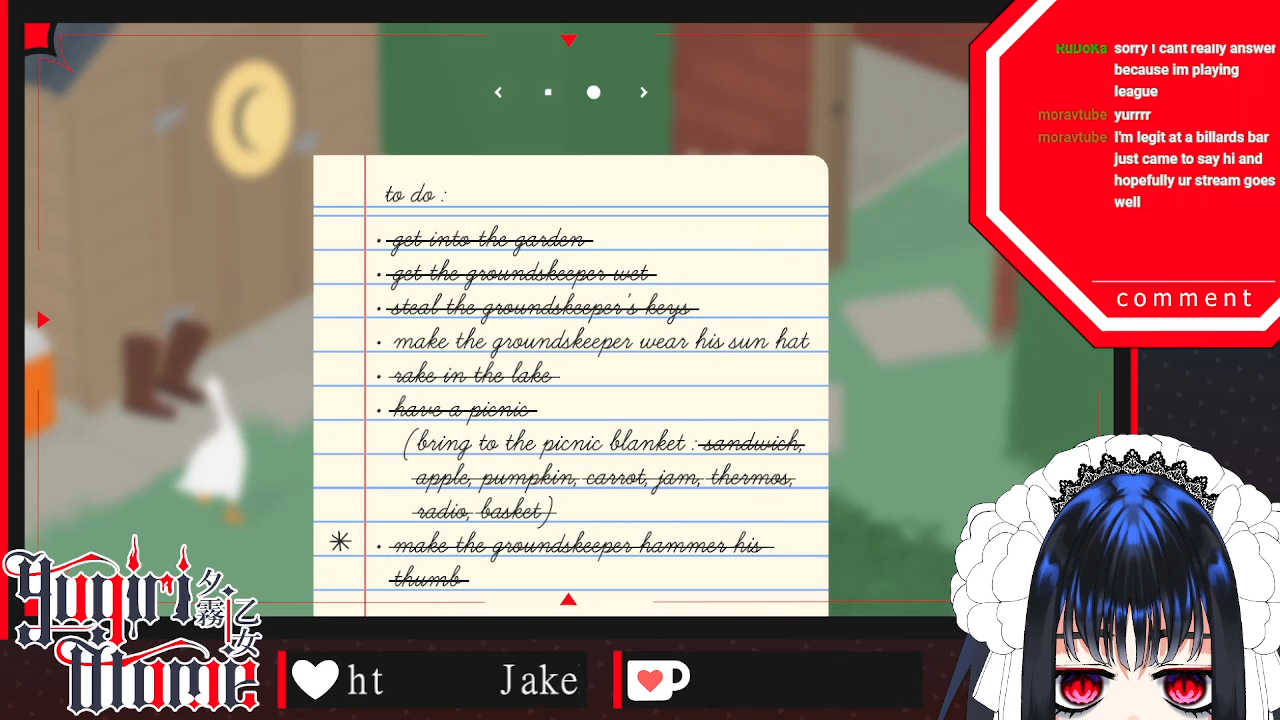 to do :
• get into the garden
• get the groundskeeper wet
• steal the groundskeeper's keys
• make the groundskeeper wear his sun hat
• rake in the lake
• have a picnic
(bring to the picnic blanket : sandwich,
apple, pumpkin, carrot, jam, thermos,
radio, basket)
• make the groundskeeper hammer his
thumb
RuDoKa sorry I cant really answer
because im playing
league
moravtube yurrrr
moravtube I'm legit at a billards bar
just came to say hi and
hopefully ur stream goes
well
comment
Yugiri
夕霧
乙女
Otome
ht Jake